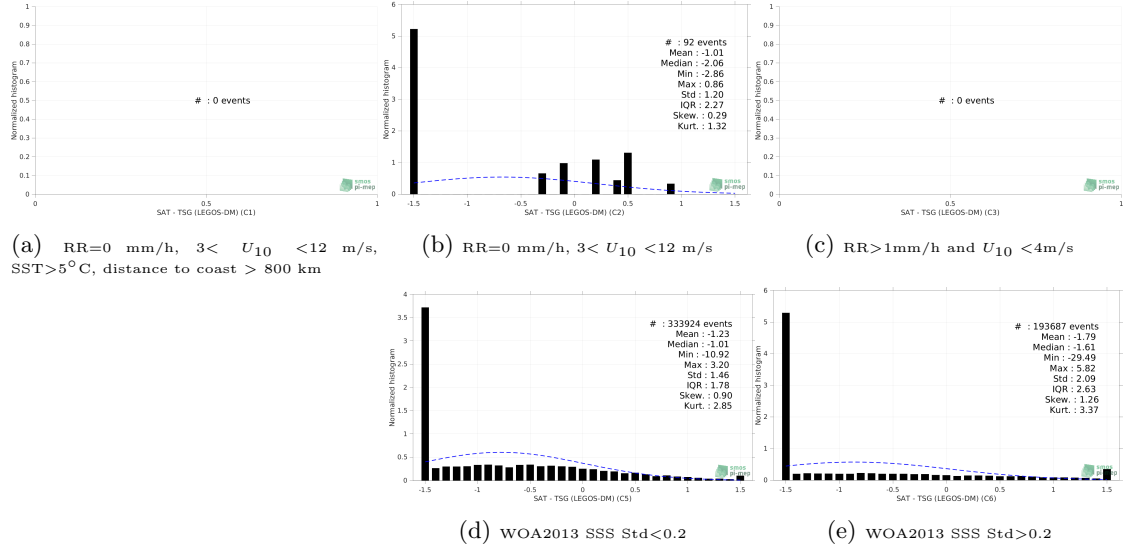 Normalized histogram
1
0.9
0.8
0.7
0.6
0.5
0.4
0.3
0.2
0.1
0
# : 0 events
smos
pi-mep
0 0.5 1
SAT - TSG (LEGOS-DM) (C1)
(a) RR=0 mm/h, 3< U10 <12 m/s,
SST>5°C, distance to coast > 800 km
Normalized histogram
6
5
4
3
2
1
0
# : 92 events
Mean : -1.01
Median : -2.06
Min : -2.86
Max : 0.86
Std : 1.20
IQR : 2.27
Skew. : 0.29
Kurt. : 1.32
smos
pi-mep
-1.5 -1 -0.5 0 0.5 1 1.5
SAT - TSG (LEGOS-DM) (C2)
(b) RR=0 mm/h, 3< U10 <12 m/s
Normalized histogram
1
0.9
0.8
0.7
0.6
0.5
0.4
0.3
0.2
0.1
0
# : 0 events
smos
pi-mep
0 0.5 1
SAT - TSG (LEGOS-DM) (C3)
(c) RR>1mm/h and U10 <4m/s
Normalized histogram
4
3.5
3
2.5
2
1.5
1
0.5
0
# : 333924 events
Mean : -1.23
Median : -1.01
Min : -10.92
Max : 3.20
Std : 1.46
IQR : 1.78
Skew. : 0.90
Kurt. : 2.85
smos
pi-mep
-1.5 -1 -0.5 0 0.5 1 1.5
SAT - TSG (LEGOS-DM) (C5)
(d) WOA2013 SSS Std<0.2
Normalized histogram
6
5
4
3
2
1
0
# : 193687 events
Mean : -1.79
Median : -1.61
Min : -29.49
Max : 5.82
Std : 2.09
IQR : 2.63
Skew. : 1.26
Kurt. : 3.37
smos
pi-mep
-1.5 -1 -0.5 0 0.5 1 1.5
SAT - TSG (LEGOS-DM) (C6)
(e) WOA2013 SSS Std>0.2